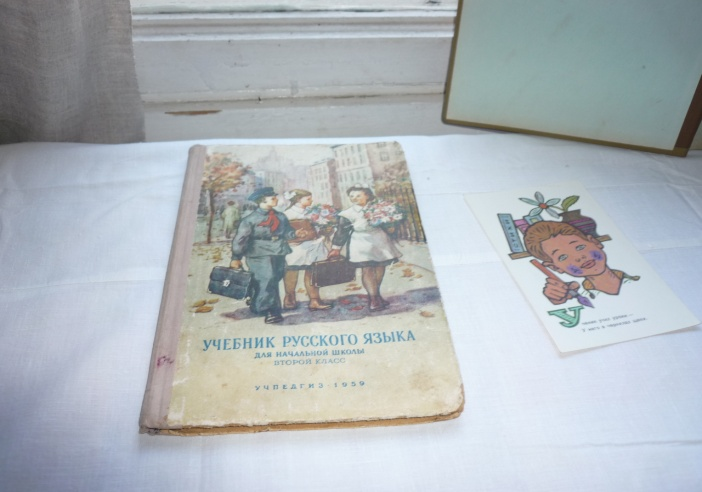 УЧЕБНИК РУССКОГО ЯЗЫКА
ДЛЯ НАЧАЛЬНОЙ ШКОЛЫ
ВТОРОЙ КЛАСС
УЧПЕДГИЗ · 1959
У